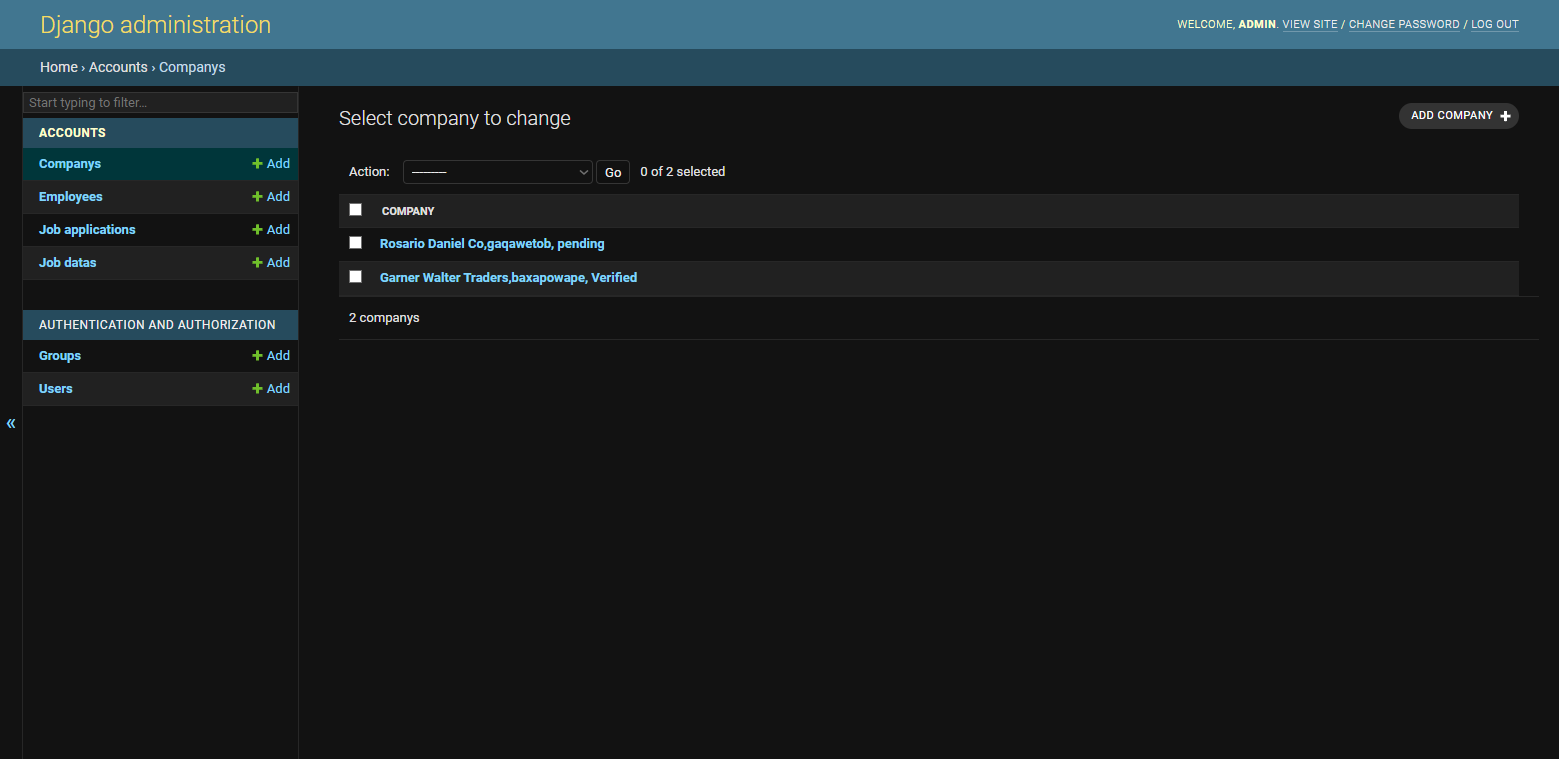 Django administration
WELCOME, ADMIN. VIEW SITE / CHANGE PASSWORD / LOG OUT
Home › Accounts › Companys
Start typing to filter...
ACCOUNTS
Companys + Add
Employees + Add
Job applications + Add
Job datas + Add
AUTHENTICATION AND AUTHORIZATION
Groups + Add
Users + Add
«
Select company to change
ADD COMPANY +
Action: --------- Go 0 of 2 selected
COMPANY
Rosario Daniel Co,gaqawetob, pending
Garner Walter Traders,baxapowape, Verified
2 companys